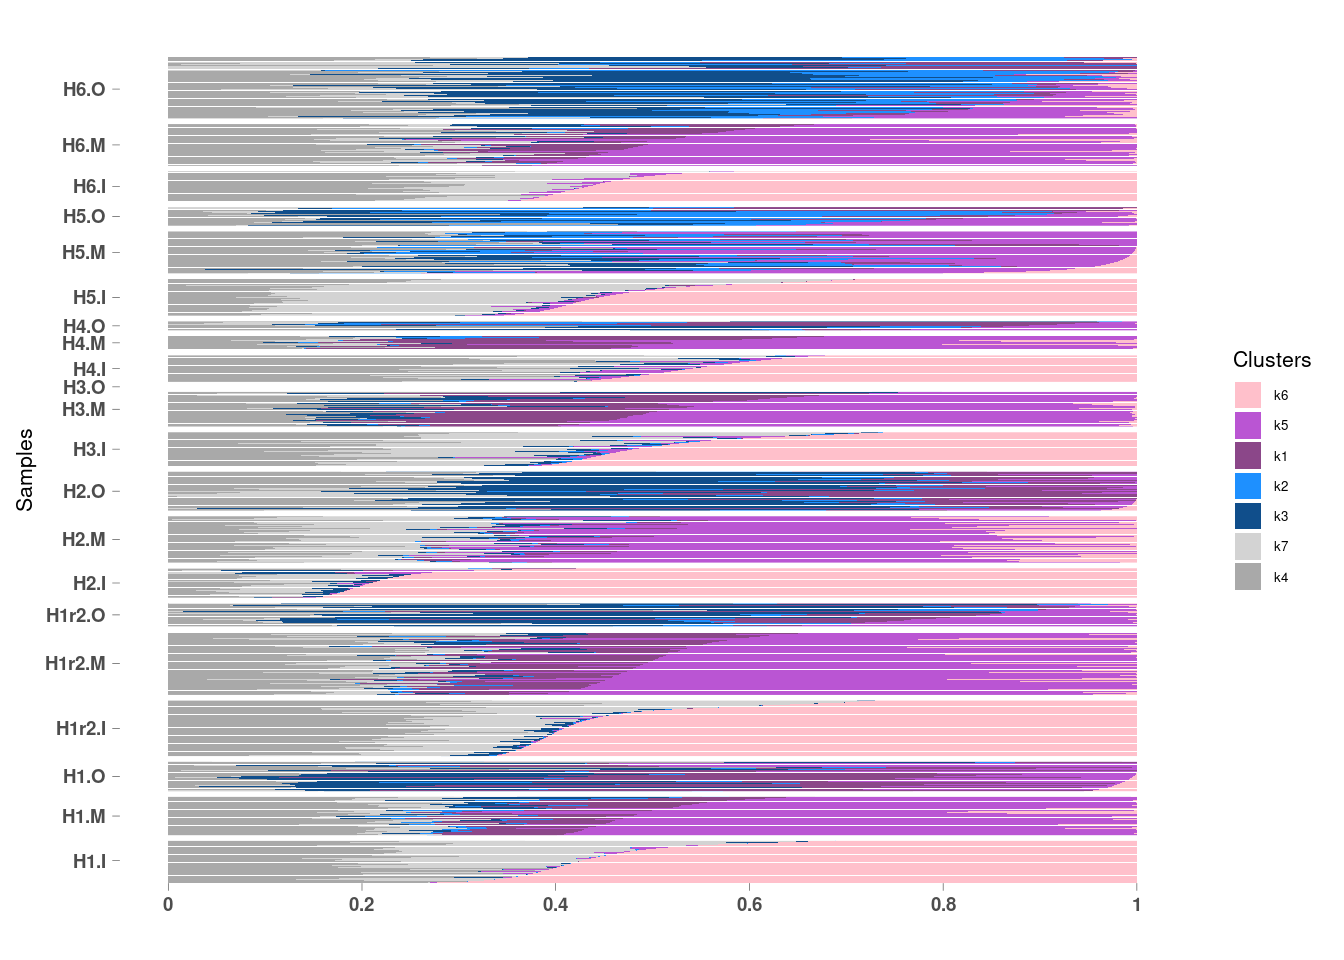 H6.O
H6.M
H6.I
H5.O
H5.M
H5.I
H4.O
H4.M
H4.I
H3.O
H3.M
H3.I
H2.O
H2.M
H2.I
H1r2.O
H1r2.M
H1r2.I
H1.O
H1.M
H1.I
Samples
0 0.2 0.4 0.6 0.8 1
Clusters
k6
k5
k1
k2
k3
k7
k4